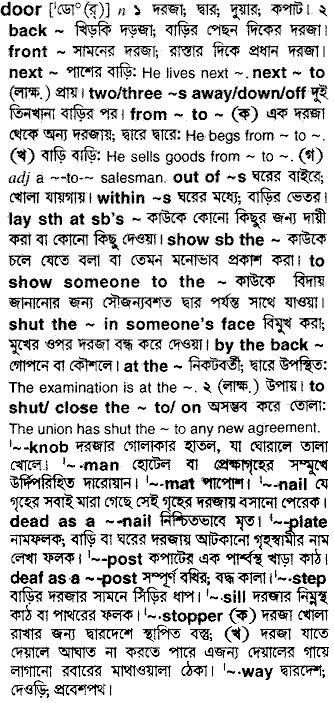 door [ˈডো°(র্)] n ১ দরজা; দ্বার; দুয়ার; কপাট। ২
back ~ খিড়কি দড়জা; বাড়ির পেছন দিকের দরজা।
front ~ সামনের দরজা; রাস্তার দিকে প্রধান দরজা।
next ~ পাশের বাড়ি: He lives next ~. next ~ to
(লাক্ষ.) প্রায়। two/three ~s away/down/off দুই
তিনখানা বাড়ির পর। from ~ to ~ (ক) এক দরজা
থেকে অন্য দরজায়; দ্বারে দ্বারে: He begs from ~ to ~.
(খ) বাড়ি বাড়ি: He sells goods from ~ to ~. (গ)
adj a ~-to-~ salesman. out of ~s ঘরের বাইরে;
খোলা যায়গায়। within ~s ঘরের মধ্যে; বাড়ির ভেতর।
lay sth at sb's ~ কাউকে কোনো কিছুর জন্য দায়ী
করা বা কোনো কিছু দেওয়া। show sb the ~ কাউকে
চলে যেতে বলা বা তেমন মনোভাব প্রকাশ করা। to
show someone to the ~ কাউকে বিদায়
জানানোর জন্য সৌজন্যবশত দ্বার পর্যন্ত সাথে যাওয়া।
shut the ~ in someone's face বিমুখ করা;
মুখের ওপর দরজা বন্ধ করে দেওয়া। by the back ~
গোপনে বা কৌশলে। at the ~ নিকটবর্তী; দ্বারে উপস্থিত:
The examination is at the ~. ২ (লাক্ষ.) উপায়। to
shut/ close the ~ to/ on অসম্ভব করে তোলা:
The union has shut the ~ to any new agreement.
ˈ~-knob দরজার গোলাকার হাতল, যা ঘোরালে তালা
খোলে। ˈ~-man হোটেল বা প্রেক্ষাগৃহের সম্মুখে
উর্দিপরিহিত দারোয়ান। ˈ~-mat পাপোশ। ˈ~-nail যে
গৃহের সবাই মারা গেছে সেই গৃহের দরজায় বসানো পেরেক।
dead as a ~-nail নিশ্চিতভাবে মৃত। ˈ~-plate
নামফলক; বাড়ি বা ঘরের দরজায় আটকানো গৃহস্বামীর নাম
লেখা ফলক। ˈ~-post কপাটের এক পার্শ্বস্থ খাড়া কাঠ।
deaf as a ~-post সম্পূর্ণ বধির; বদ্ধ কালা। ˈ~-step
বাড়ির দরজার সামনে সিঁড়ির ধাপ। ˈ~-sill দরজার নিম্নস্থ
কাঠ বা পাথরের ফলক। ˈ~-stopper (ক) দরজা খোলা
রাখার জন্য দ্বারদেশে স্থাপিত বস্তু; (খ) দরজা যাতে
দেয়ালে আঘাত না করতে পারে এজন্য দেয়ালের গায়ে
লাগানো রবারের মাথাওয়ালা ঠেকা। ˈ~-way দ্বারদেশ;
দেওড়ি; প্রবেশপথ।